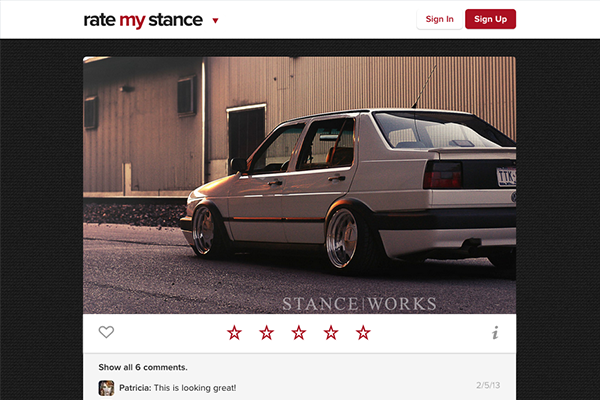 rate my stance
Sign In
Sign Up
STANCE|WORKS
Show all 6 comments.
Patricia: This is looking great!
2/5/13